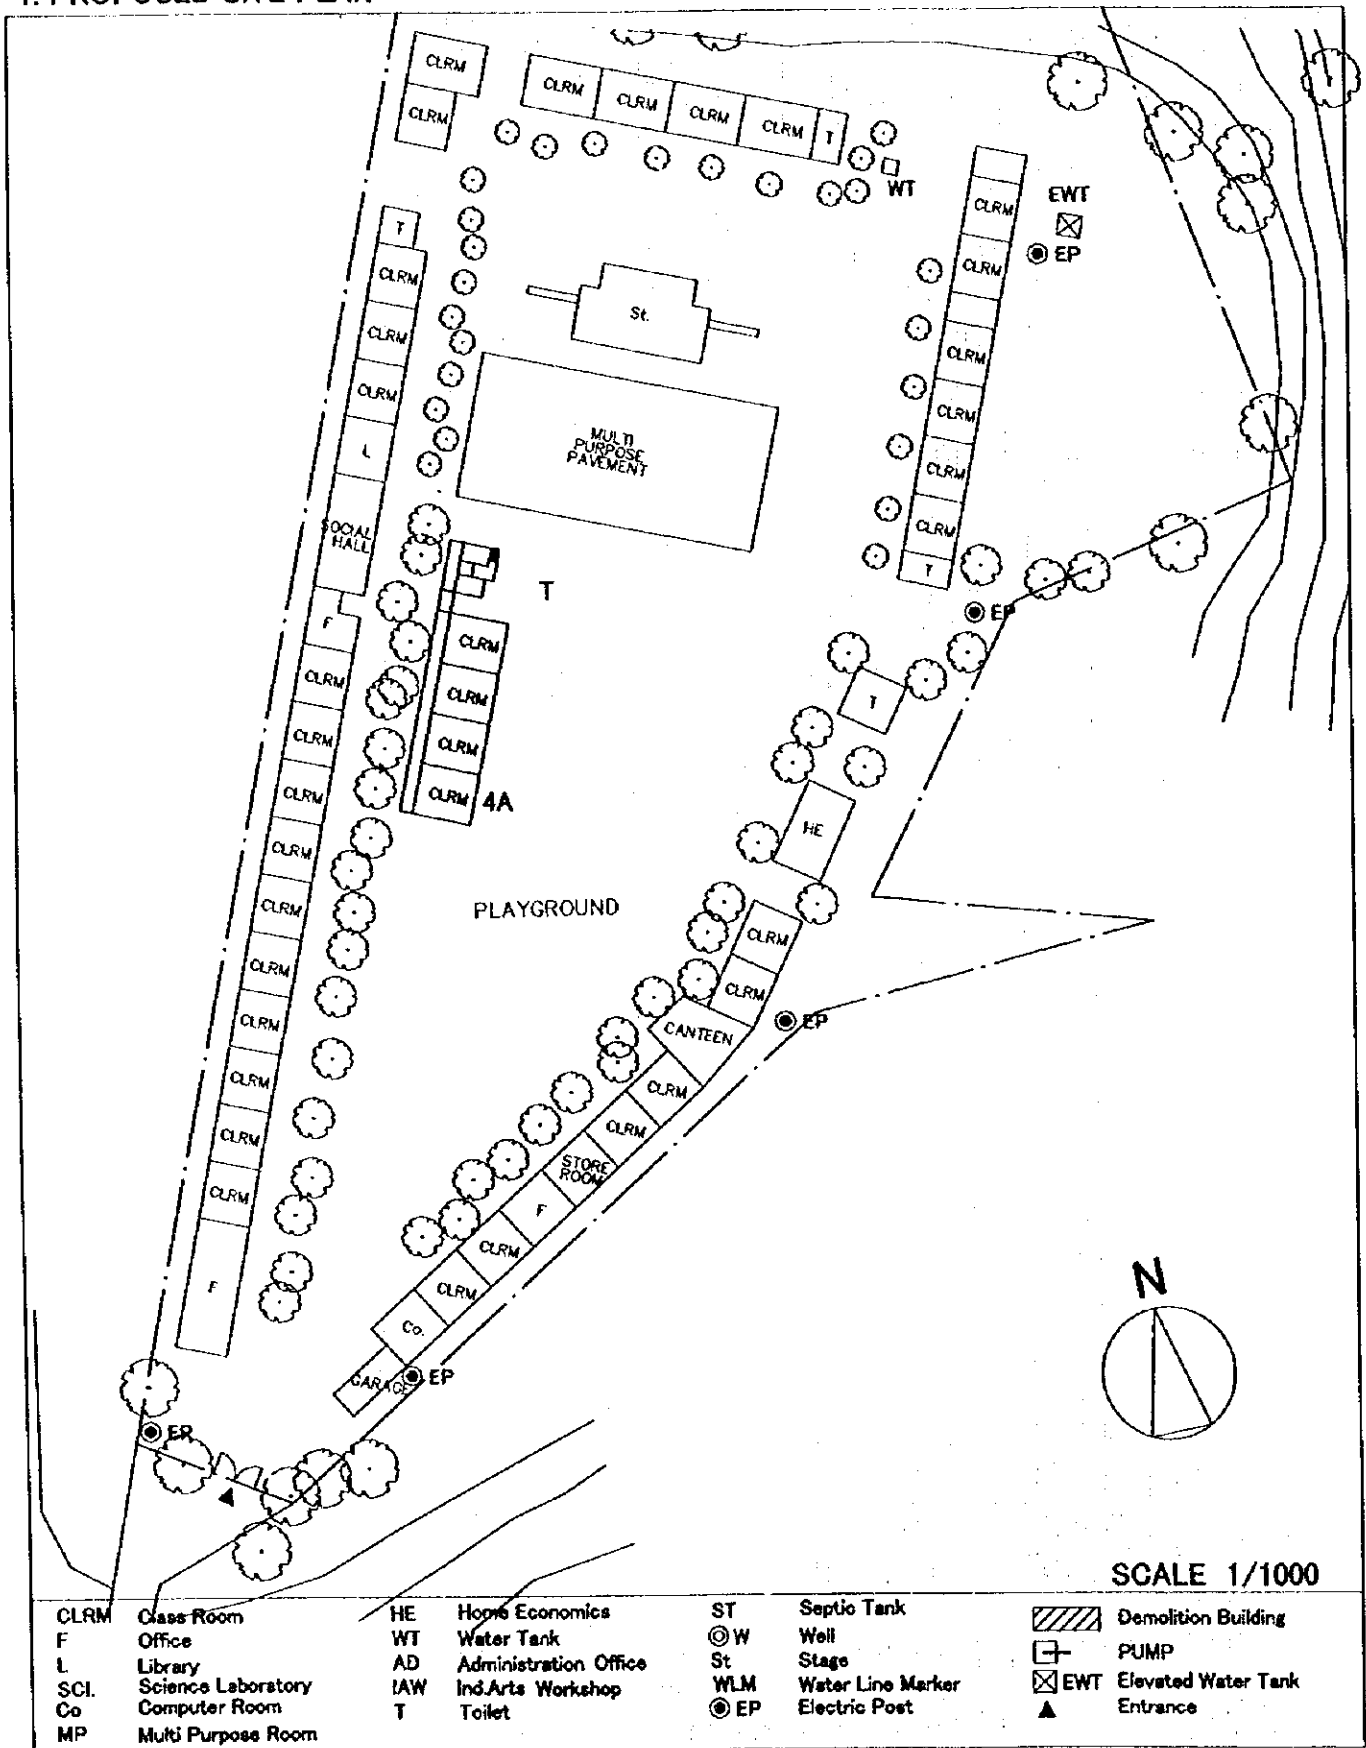 CLRM
CLRM
CLRM
CLRM
CLRM
CLRM
T
WT
T
CLRM
CLRM
CLRM
L
SOCIAL
HALL
F
CLRM
CLRM
CLRM
CLRM
CLRM
CLRM
CLRM
CLRM
CLRM
CLRM
F
St.
MULTI
PURPOSE
PAVEMENT
CLRM
CLRM
CLRM
CLRM
CLRM
CLRM
T
EWT
EP
EP
T
CLRM
CLRM
CLRM
CLRM 4A
T
HE
PLAYGROUND
CLRM
CLRM
CANTEEN
EP
CLRM
CLRM
STORE
ROOM
F
CLRM
CLRM
Co.
GARAGE
EP
EP
N
SCALE 1/1000
CLRM Class Room
F Office
L Library
SCI. Science Laboratory
Co Computer Room
MP Multi Purpose Room
HE Home Economics
WT Water Tank
AD Administration Office
IAW Ind.Arts Workshop
T Toilet
ST Septic Tank
W Well
St Stage
WLM Water Line Marker
EP Electric Post
Demolition Building
PUMP
EWT Elevated Water Tank
Entrance